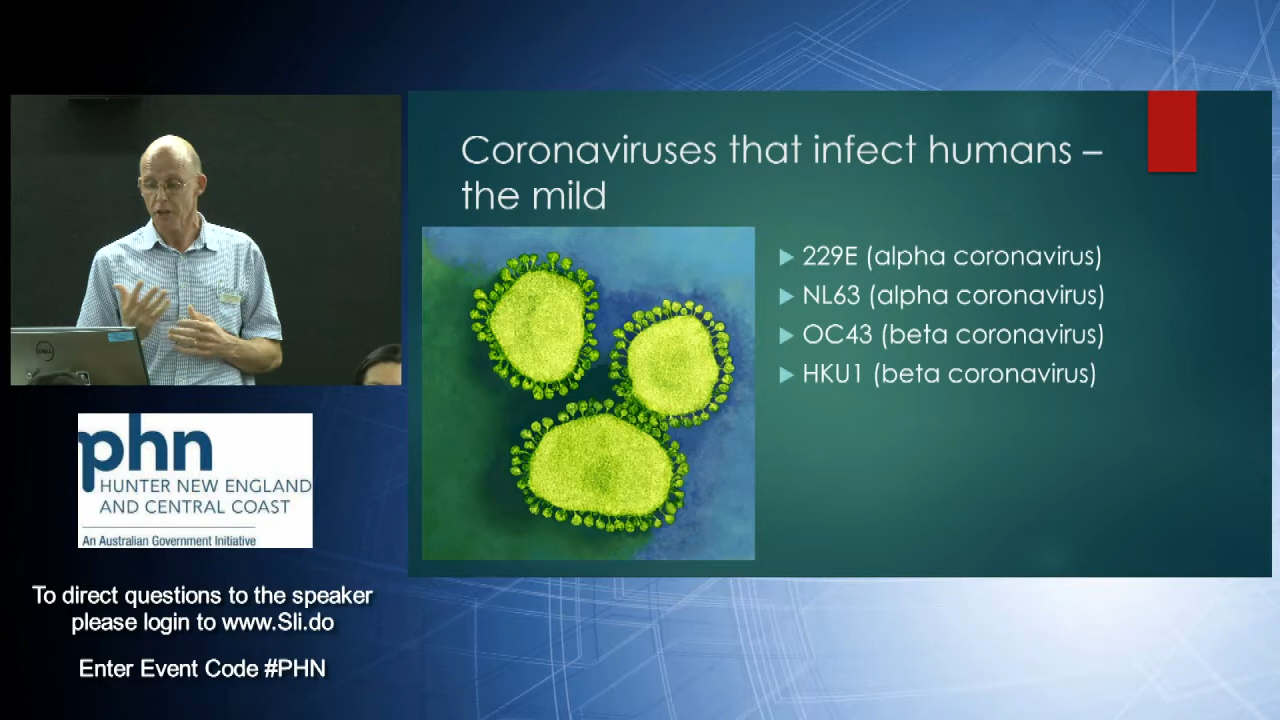 Coronaviruses that infect humans –
the mild
229E (alpha coronavirus)
NL63 (alpha coronavirus)
OC43 (beta coronavirus)
HKU1 (beta coronavirus)
DELL
phn
HUNTER NEW ENGLAND
AND CENTRAL COAST
An Australian Government Initiative
To direct questions to the speaker
please login to www.Sli.do
Enter Event Code #PHN